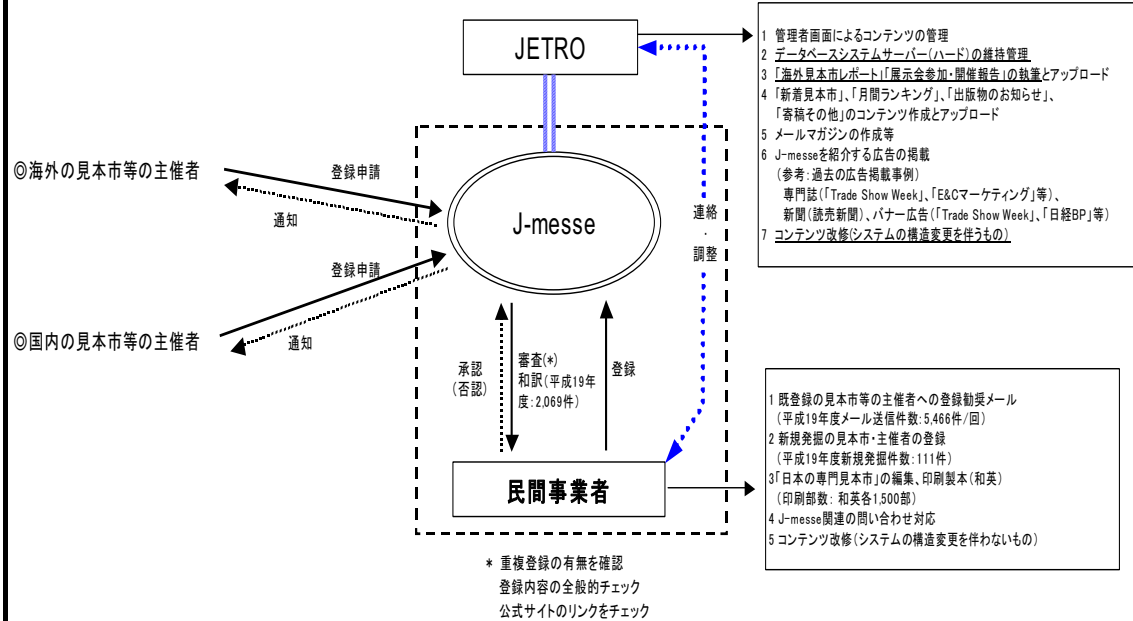 JETRO
1 管理者画面によるコンテンツの管理
2 データベースシステムサーバー(ハード)の維持管理
3 「海外見本市レポート」「展示会参加・開催報告」の執筆とアップロード
4 「新着見本市」、「月間ランキング」、「出版物のお知らせ」、
「寄稿その他」のコンテンツ作成とアップロード
5 メールマガジンの作成等
6 J-messeを紹介する広告の掲載
(参考:過去の広告掲載事例)
専門誌(「Trade Show Week」、「E&Cマーケティング」等)、
新聞(読売新聞)、バナー広告(「Trade Show Week」、「日経BP」等)
7 コンテンツ改修(システムの構造変更を伴うもの)
◎海外の見本市等の主催者
登録申請
通知
J-messe
連絡
・
調整
登録申請
◎国内の見本市等の主催者
通知
承認
(否認)
審査(*)
和訳(平成19年
度:2,069件)
登録
民間事業者
1 既登録の見本市等の主催者への登録勧奨メール
(平成19年度メール送信件数:5,466件/回)
2 新規発掘の見本市・主催者の登録
(平成19年度新規発掘件数:111件)
3「日本の専門見本市」の編集、印刷製本(和英)
(印刷部数: 和英各1,500部)
4 J-messe関連の問い合わせ対応
5 コンテンツ改修(システムの構造変更を伴わないもの)
* 重複登録の有無を確認
登録内容の全般的チェック
公式サイトのリンクをチェック